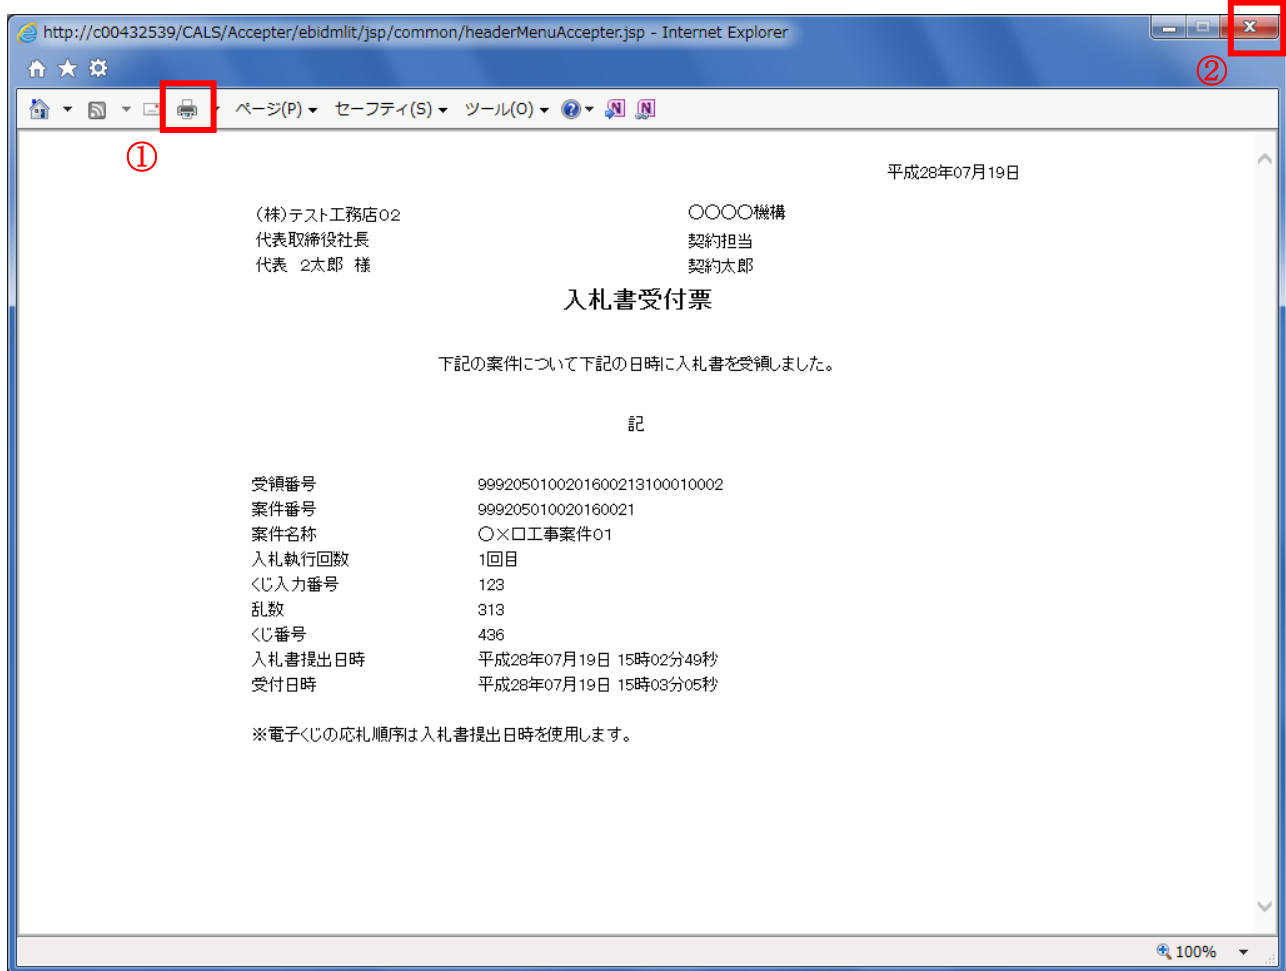 http://c00432539/CALS/Accepter/ebidmlit/jsp/common/headerMenuAccepter.jsp - Internet Explorer
②
ページ(P) セーフティ(S) ツール(O)
①
平成28年07月19日
(株)テスト工務店02 〇〇〇〇機構
代表取締役社長 契約担当
代表 2太郎 様 契約太郎
入札書受付票
下記の案件について下記の日時に入札書を受領しました。
記
受領番号 9992050100201600213100010002
案件番号 999205010020160021
案件名称 〇×口工事案件01
入札執行回数 1回目
くじ入力番号 123
乱数 313
くじ番号 436
入札書提出日時 平成28年07月19日 15時02分49秒
受付日時 平成28年07月19日 15時03分05秒
※電子くじの応札順序は入札書提出日時を使用します。
100%